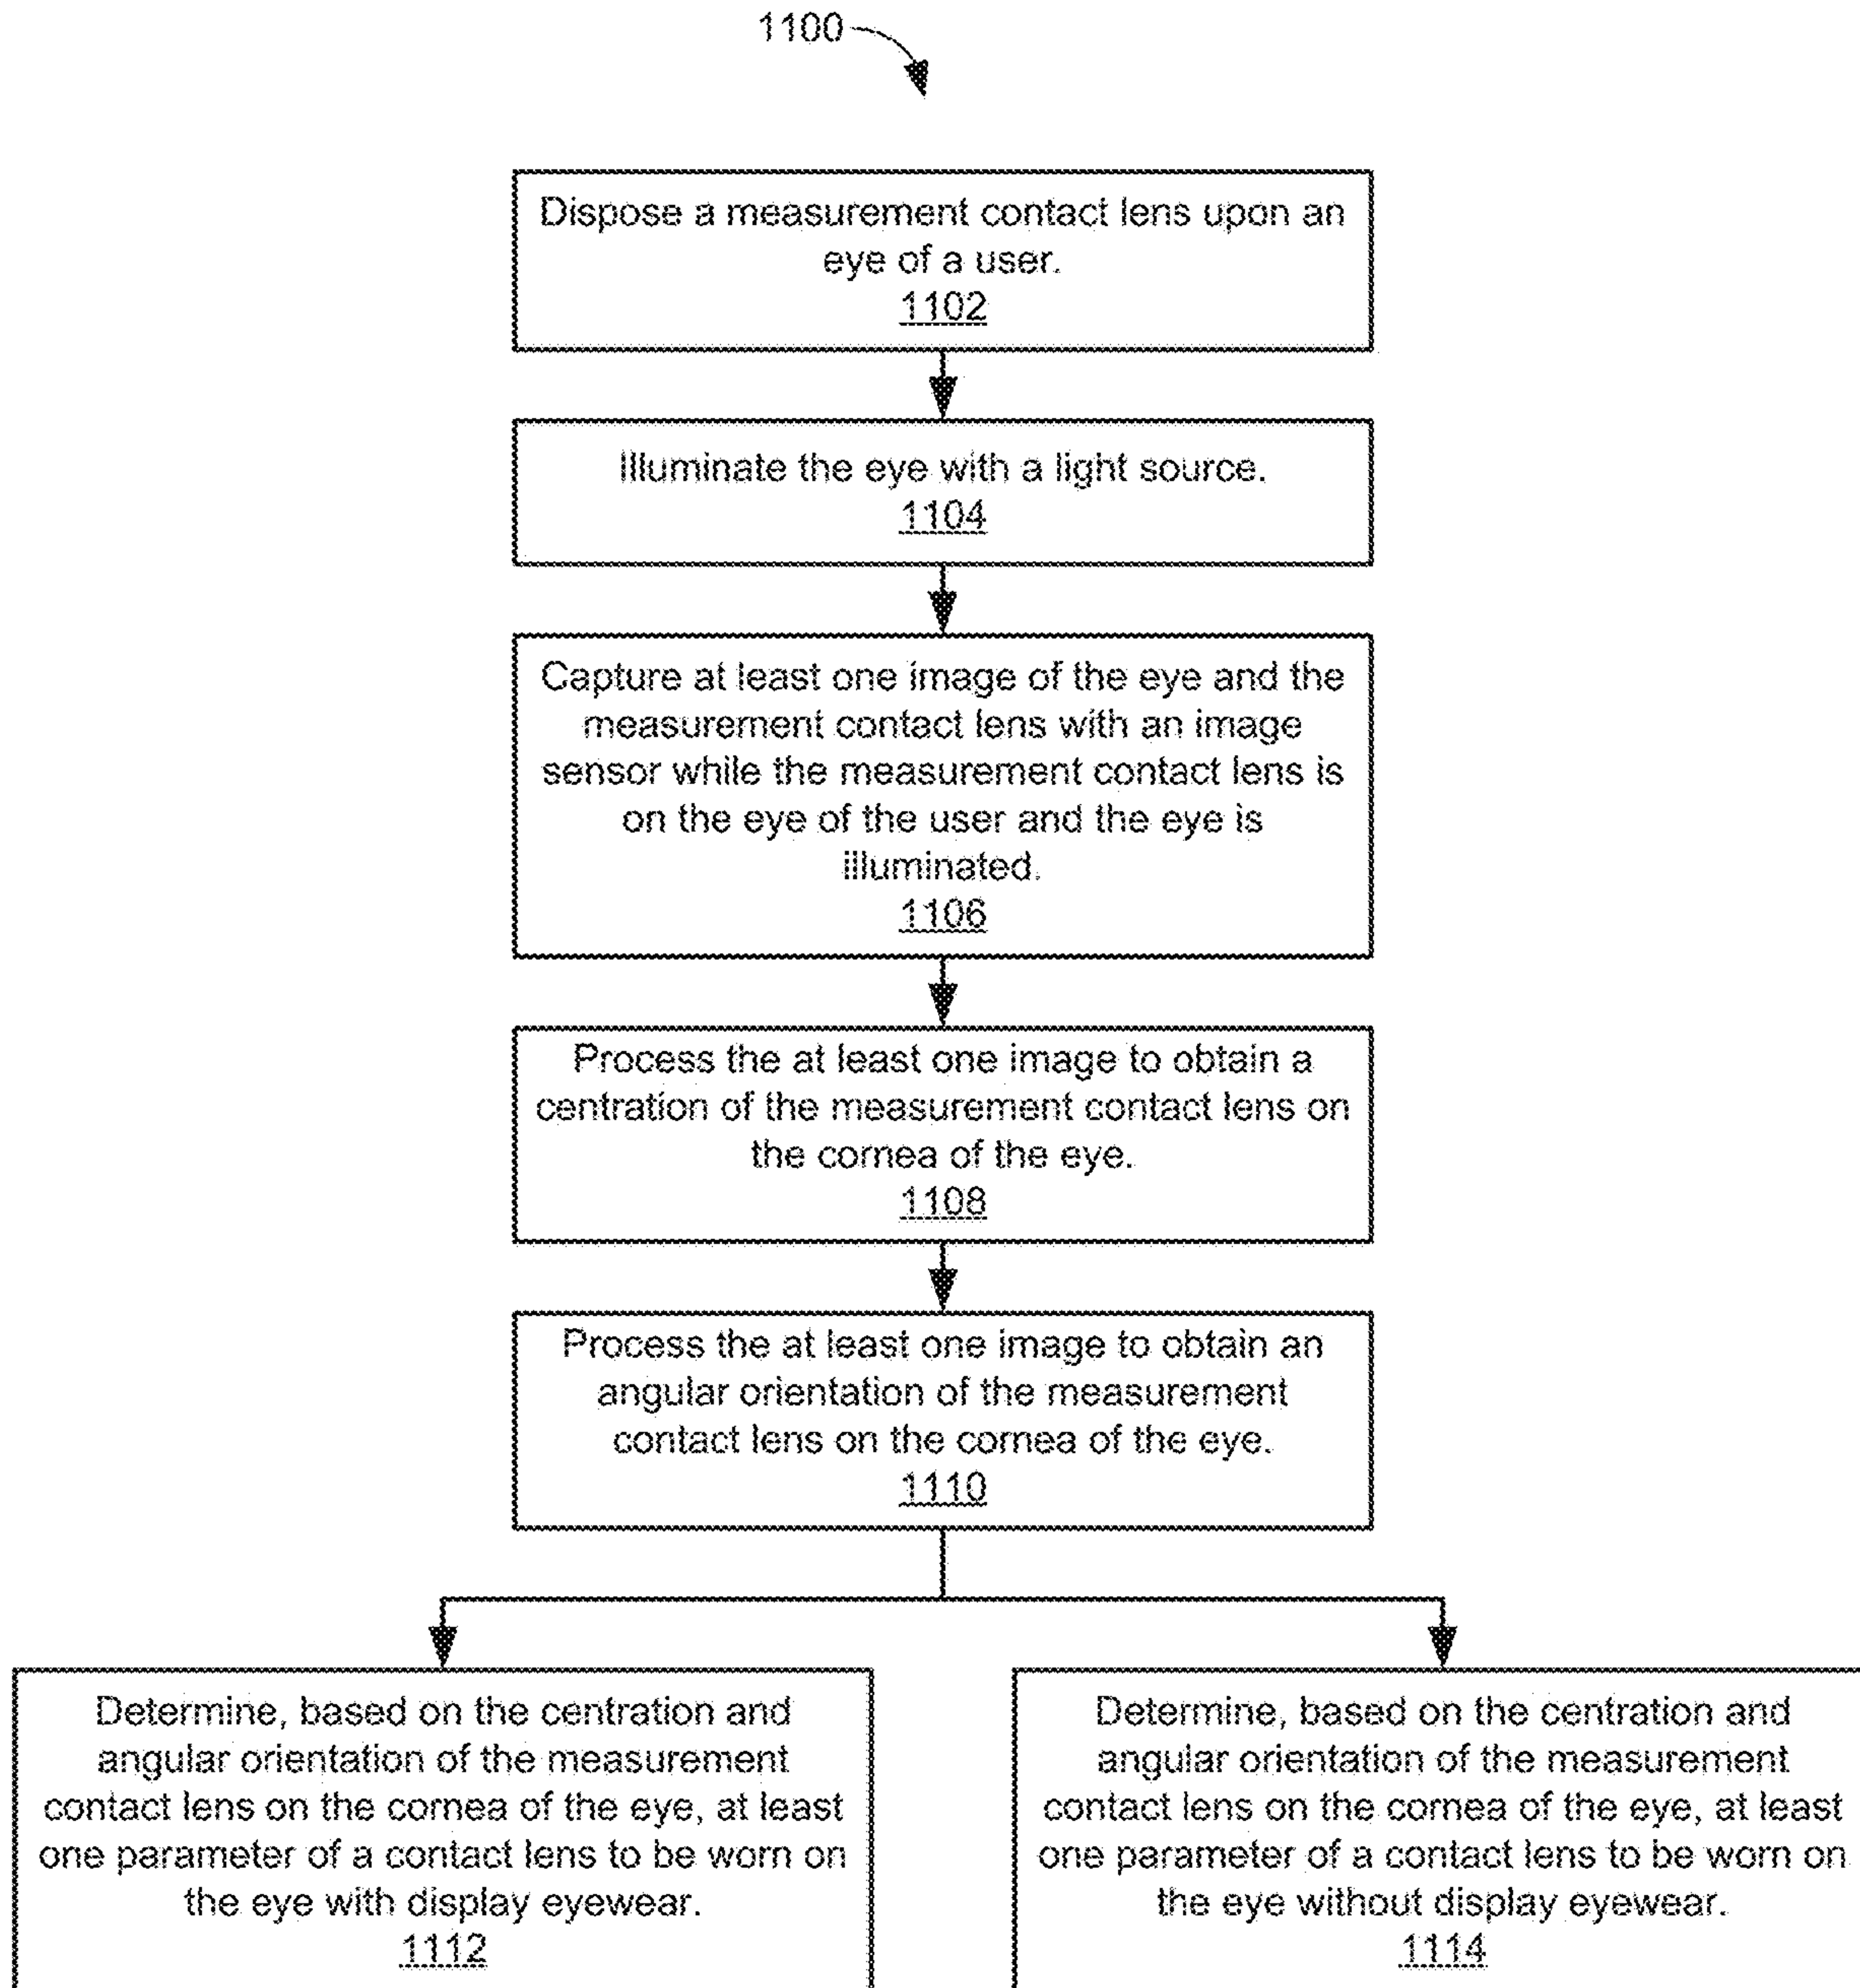 1100
Dispose a measurement contact lens upon an
eye of a user.
1102
Illuminate the eye with a light source.
1104
Capture at least one image of the eye and the
measurement contact lens with an image
sensor while the measurement contact lens is
on the eye of the user and the eye is
illuminated.
1106
Process the at least one image to obtain a
centration of the measurement contact lens on
the cornea of the eye.
1108
Process the at least one image to obtain an
angular orientation of the measurement
contact lens on the cornea of the eye.
1110
Determine, based on the centration and
angular orientation of the measurement
contact lens on the cornea of the eye, at least
one parameter of a contact lens to be worn on
the eye with display eyewear.
1112
Determine, based on the centration and
angular orientation of the measurement
contact lens on the cornea of the eye, at least
one parameter of a contact lens to be worn on
the eye without display eyewear.
1114